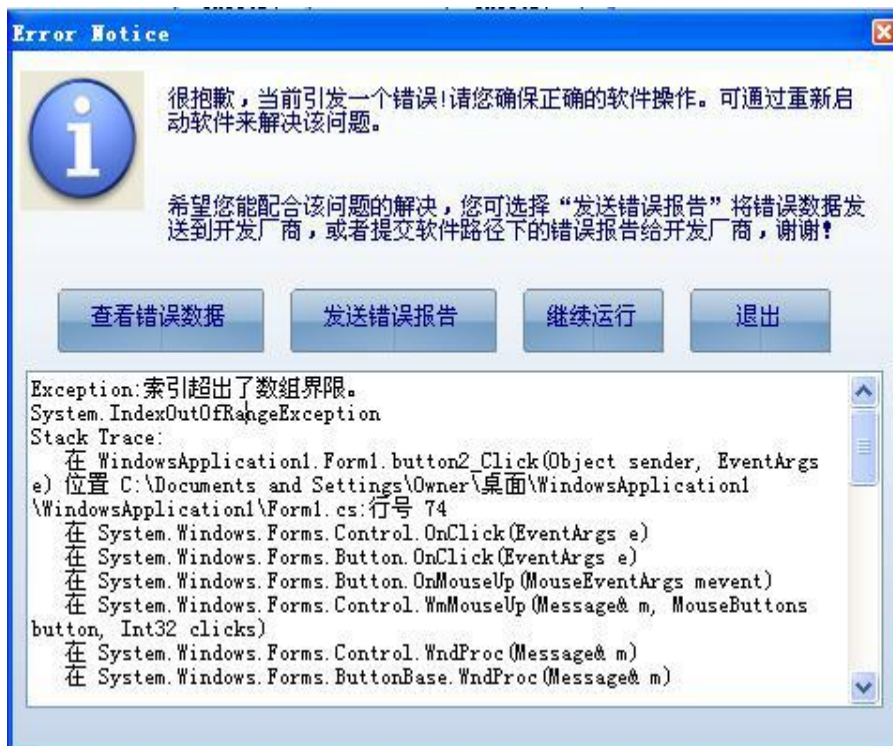 Error Notice
很抱歉，当前引发一个错误!请您确保正确的软件操作。可通过重新启
动软件来解决该问题。
希望您能配合该问题的解决，您可选择“发送错误报告”将错误数据发
送到开发厂商，或者提交软件路径下的错误报告给开发厂商，谢谢!
查看错误数据
发送错误报告
继续运行
退出
Exception:索引超出了数组界限。
System.IndexOutOfRangeException
Stack Trace:
在 WindowsApplication1.Form1.button2_Click(Object sender, EventArgs
e) 位置 C:\Documents and Settings\Owner\桌面\WindowsApplication1
\WindowsApplication1\Form1.cs:行号 74
在 System.Windows.Forms.Control.OnClick(EventArgs e)
在 System.Windows.Forms.Button.OnClick(EventArgs e)
在 System.Windows.Forms.Button.OnMouseUp(MouseEventArgs mevent)
在 System.Windows.Forms.Control.WmMouseUp(Message& m, MouseButtons
button, Int32 clicks)
在 System.Windows.Forms.Control.WndProc(Message& m)
在 System.Windows.Forms.ButtonBase.WndProc(Message& m)